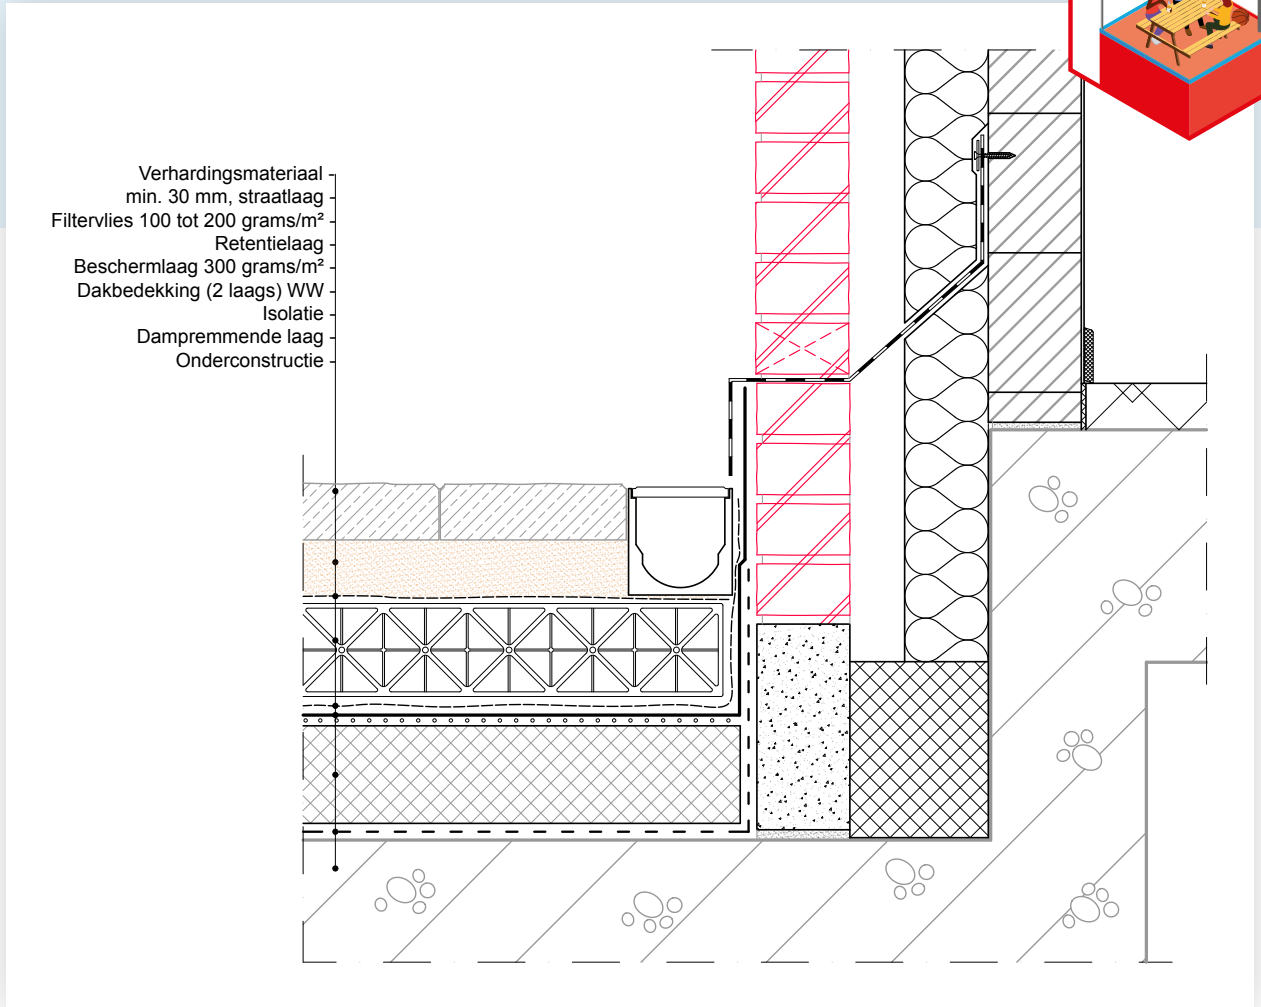 Verhardingsmateriaal
min. 30 mm, straatlaag
Filtervlies 100 tot 200 grams/m²
Retentielaag
Beschermlaag 300 grams/m²
Dakbedekking (2 laags) WW
Isolatie
Dampremmende laag
Onderconstructie